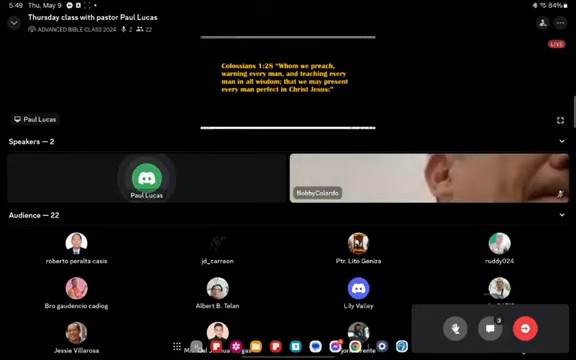 5:49 Thu, May 9
84%
Thursday class with pastor Paul Lucas
ADVANCED BIBLE CLASS 2024 2 22
LIVE
Colossians 1:28 “Whom we preach,
warning every man, and teaching every
man in all wisdom; that we may present
every man perfect in Christ Jesus:”
Paul Lucas
Speakers — 2
Paul Lucas
BobbyColardo
Audience — 22
roberto peralta casis
jd_carreon
Ptr. Lito Geniza
ruddy024
Bro gaudencio cadiog
Albert B. Telan
Lily Valley
3
Jessie Villarosa